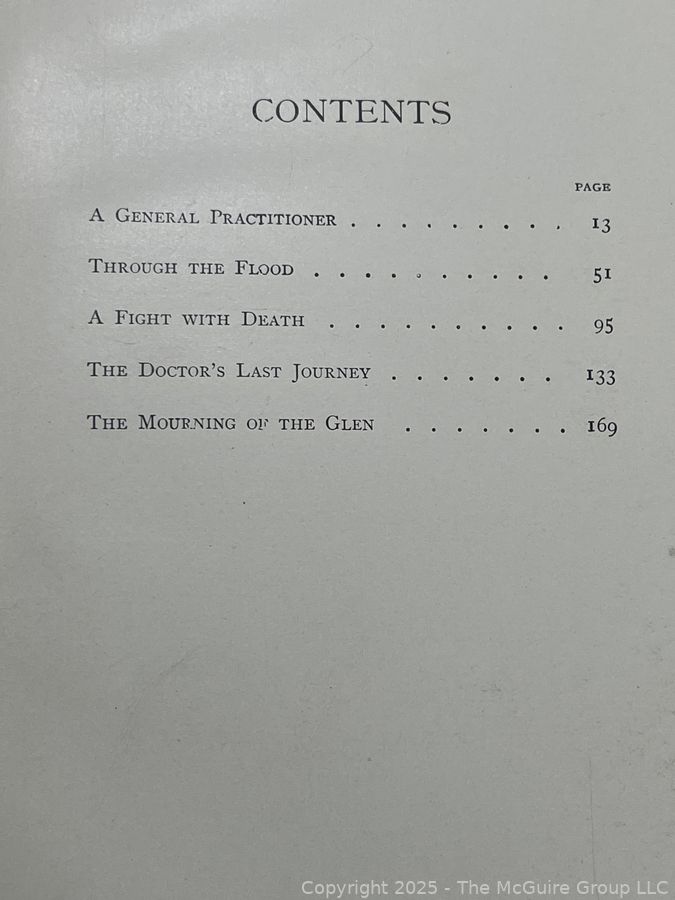 CONTENTS
PAGE
A General Practitioner . . . . . . . . . 13
Through the Flood . . . . . . . . . . 51
A Fight with Death . . . . . . . . . . 95
The Doctor's Last Journey . . . . . . . 133
The Mourning of the Glen . . . . . . . 169
Copyright 2025 - The McGuire Group LLC